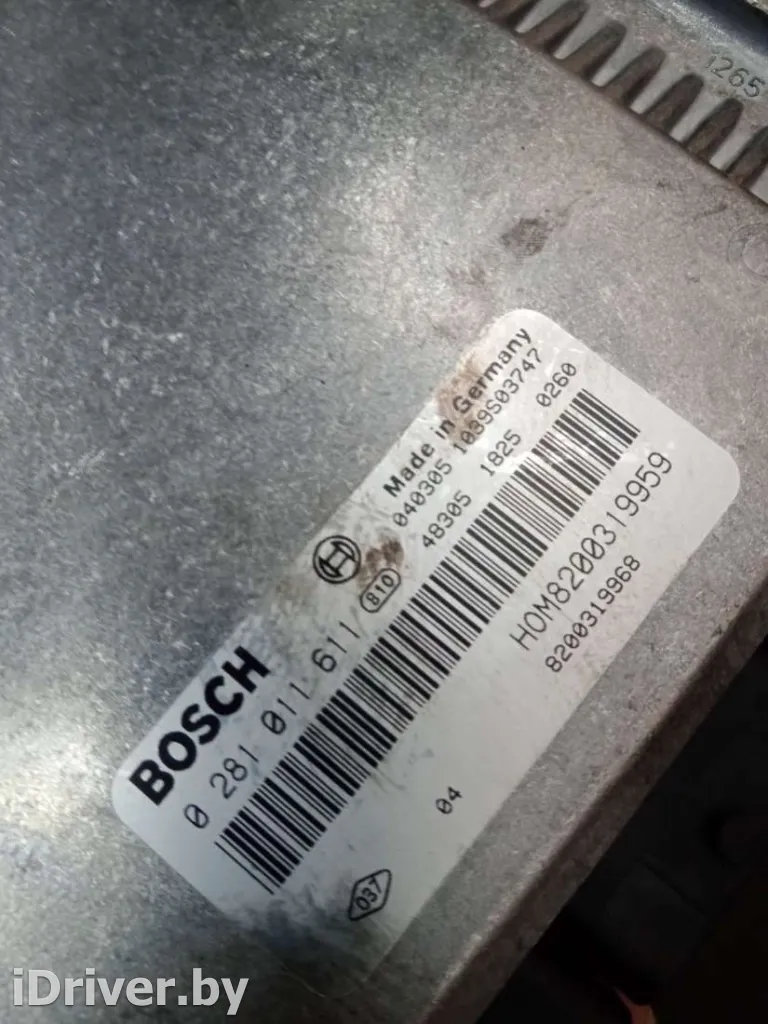 1265
Made in Germany
040305 1039S03747
48305 1825 0260
810
BOSCH
0 281 011 611
HOM8200319959
8200319968
04
037
iDriver.by